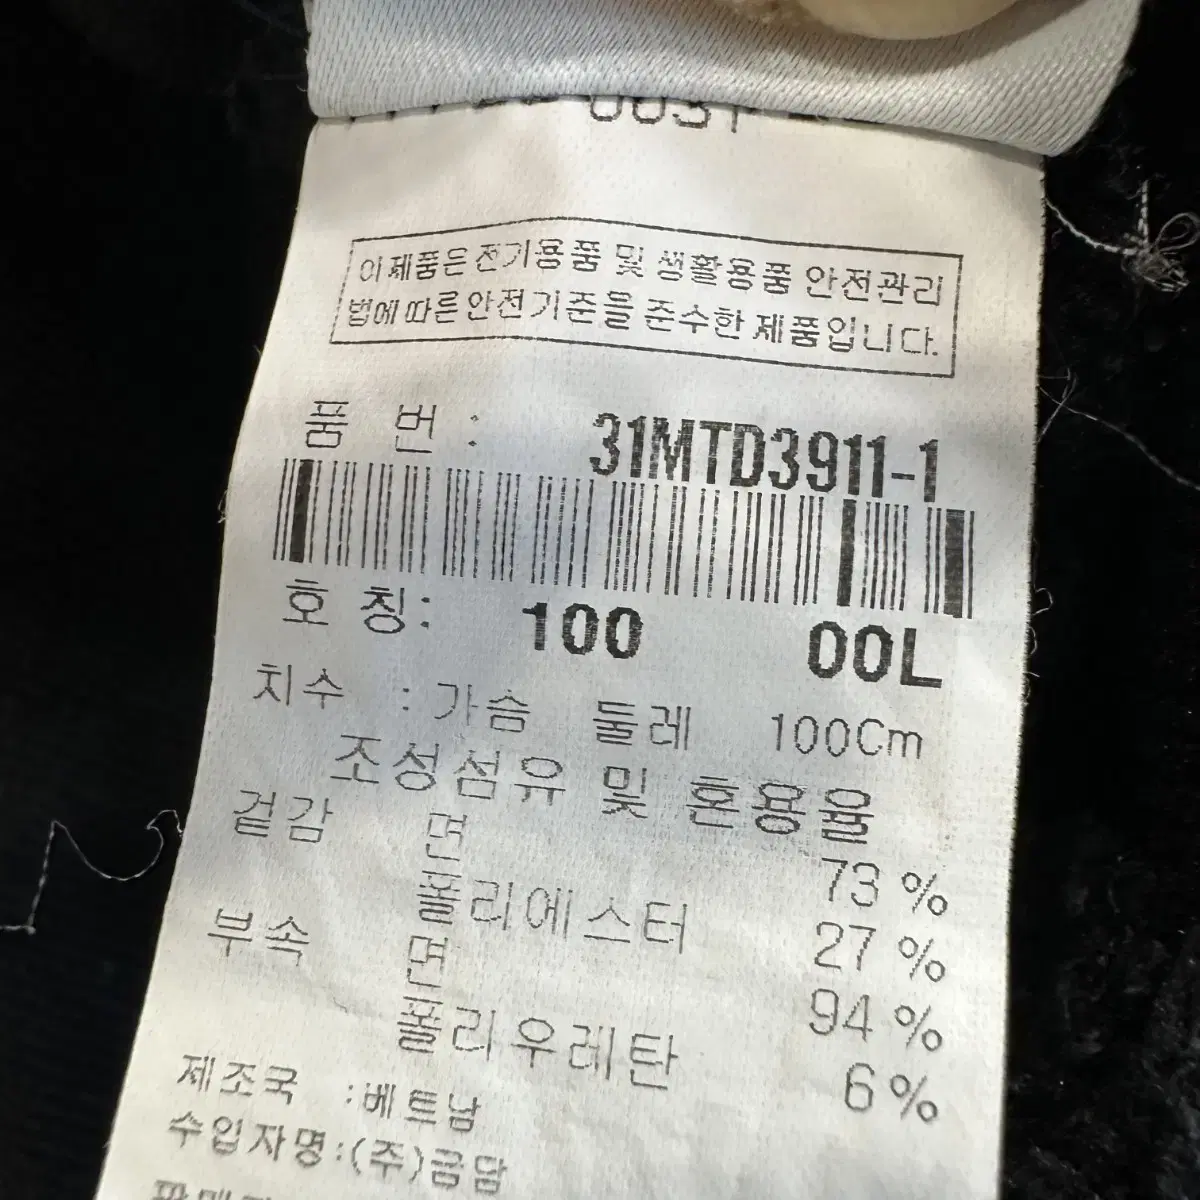 이 제품은 전기용품 및 생활용품 안전관리
법에 따른 안전기준을 준수한 제품입니다.
품 번 : 31MTD3911-1
호 칭: 100 00L
치수 : 가슴 둘레 100Cm
조성섬유 및 혼용율
겉감 면 73 %
폴리에스터 27 %
부속 면 94 %
폴리우레탄 6 %
제조국 :베트남
수입자명:(주)금담